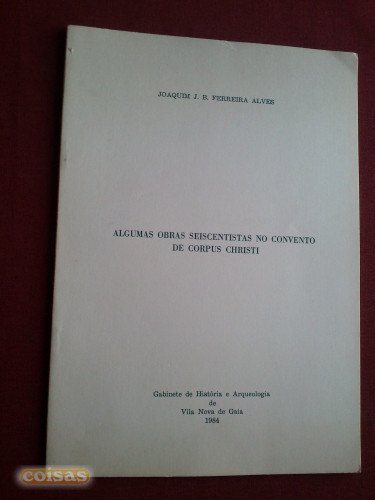 JOAQUIM J. B. FERREIRA ALVES
ALGUMAS OBRAS SEISCENTISTAS NO CONVENTO
DE CORPUS CHRISTI
Gabinete de História e Arqueologia
de
Vila Nova de Gaia
1984
coisas